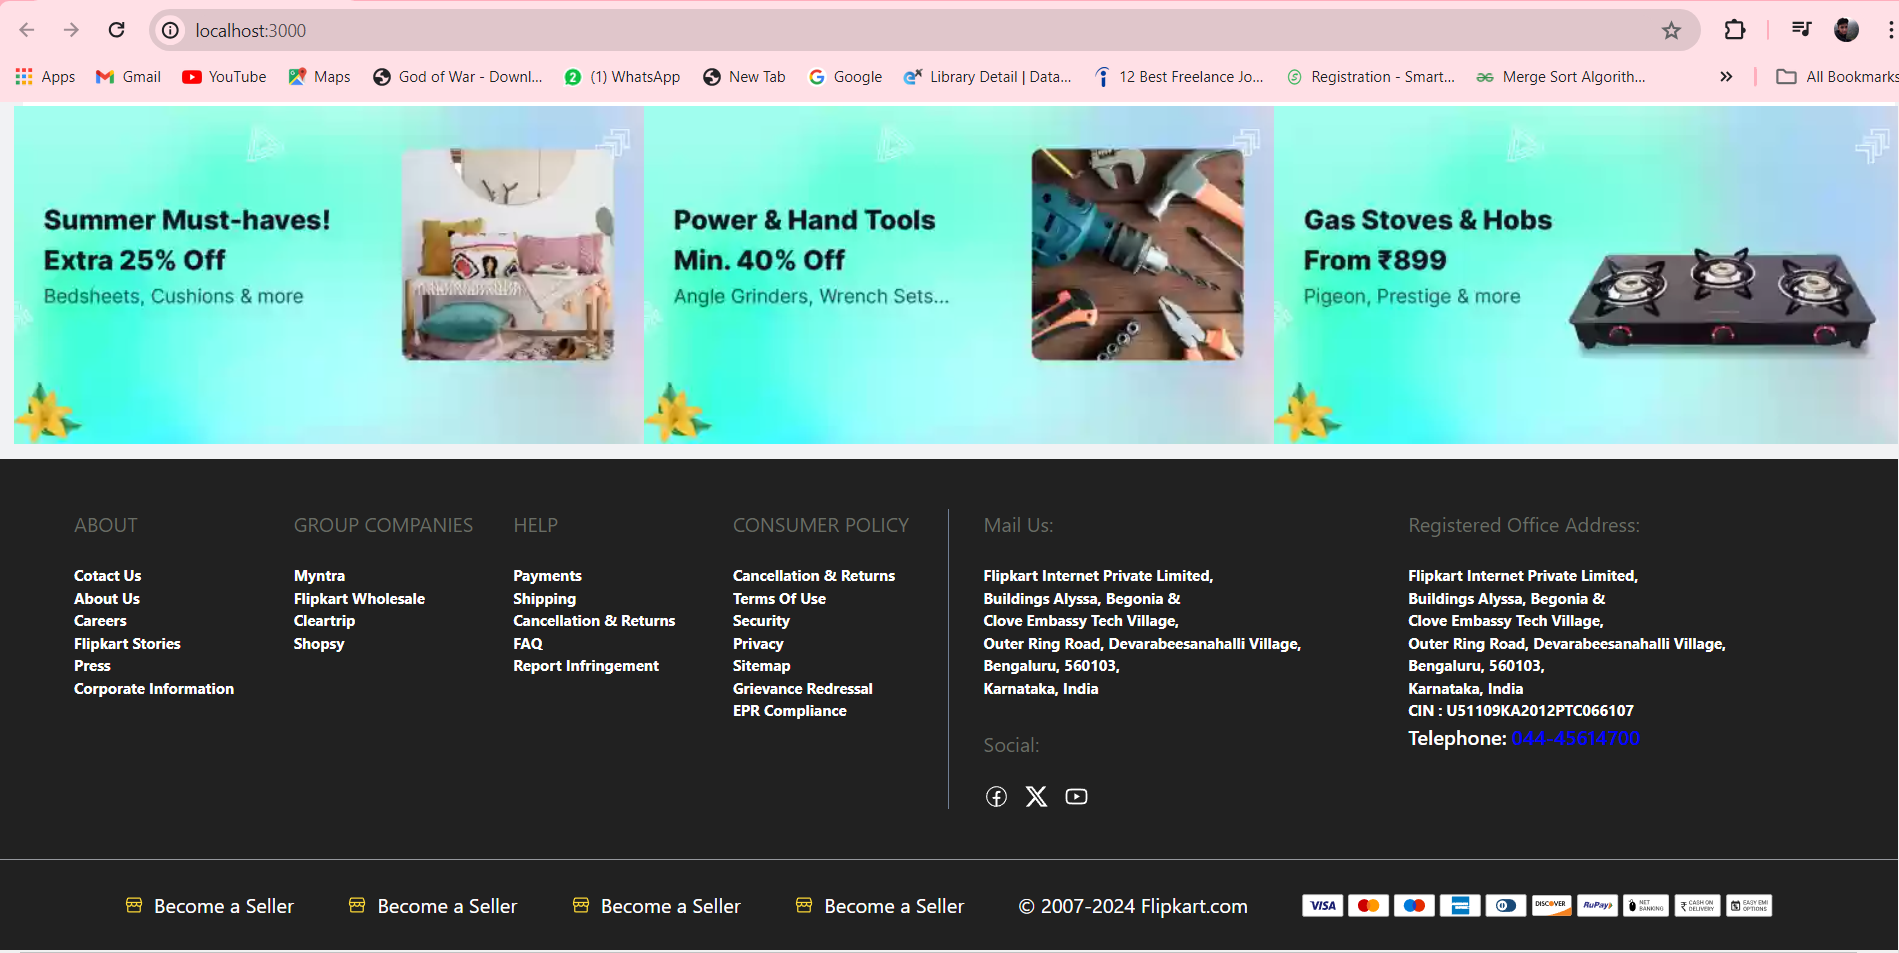 localhost:3000
Apps
Gmail
YouTube
Maps
God of War - Downl...
(1) WhatsApp
New Tab
Google
Library Detail | Data...
12 Best Freelance Jo...
Registration - Smart...
Merge Sort Algorith...
»
All Bookmarks
Summer Must-haves!
Extra 25% Off
Bedsheets, Cushions & more
Power & Hand Tools
Min. 40% Off
Angle Grinders, Wrench Sets...
Gas Stoves & Hobs
From ₹899
Pigeon, Prestige & more
ABOUT
Cotact Us
About Us
Careers
Flipkart Stories
Press
Corporate Information
GROUP COMPANIES
Myntra
Flipkart Wholesale
Cleartrip
Shopsy
HELP
Payments
Shipping
Cancellation & Returns
FAQ
Report Infringement
CONSUMER POLICY
Cancellation & Returns
Terms Of Use
Security
Privacy
Sitemap
Grievance Redressal
EPR Compliance
Mail Us:
Flipkart Internet Private Limited,
Buildings Alyssa, Begonia &
Clove Embassy Tech Village,
Outer Ring Road, Devarabeesanahalli Village,
Bengaluru, 560103,
Karnataka, India
Social:
Registered Office Address:
Flipkart Internet Private Limited,
Buildings Alyssa, Begonia &
Clove Embassy Tech Village,
Outer Ring Road, Devarabeesanahalli Village,
Bengaluru, 560103,
Karnataka, India
CIN : U51109KA2012PTC066107
Telephone: 044-45614700
Become a Seller
Become a Seller
Become a Seller
Become a Seller
© 2007-2024 Flipkart.com
VISA
DISCOVER
RuPay
NET BANKING
CASH ON DELIVERY
EASY EMI OPTIONS